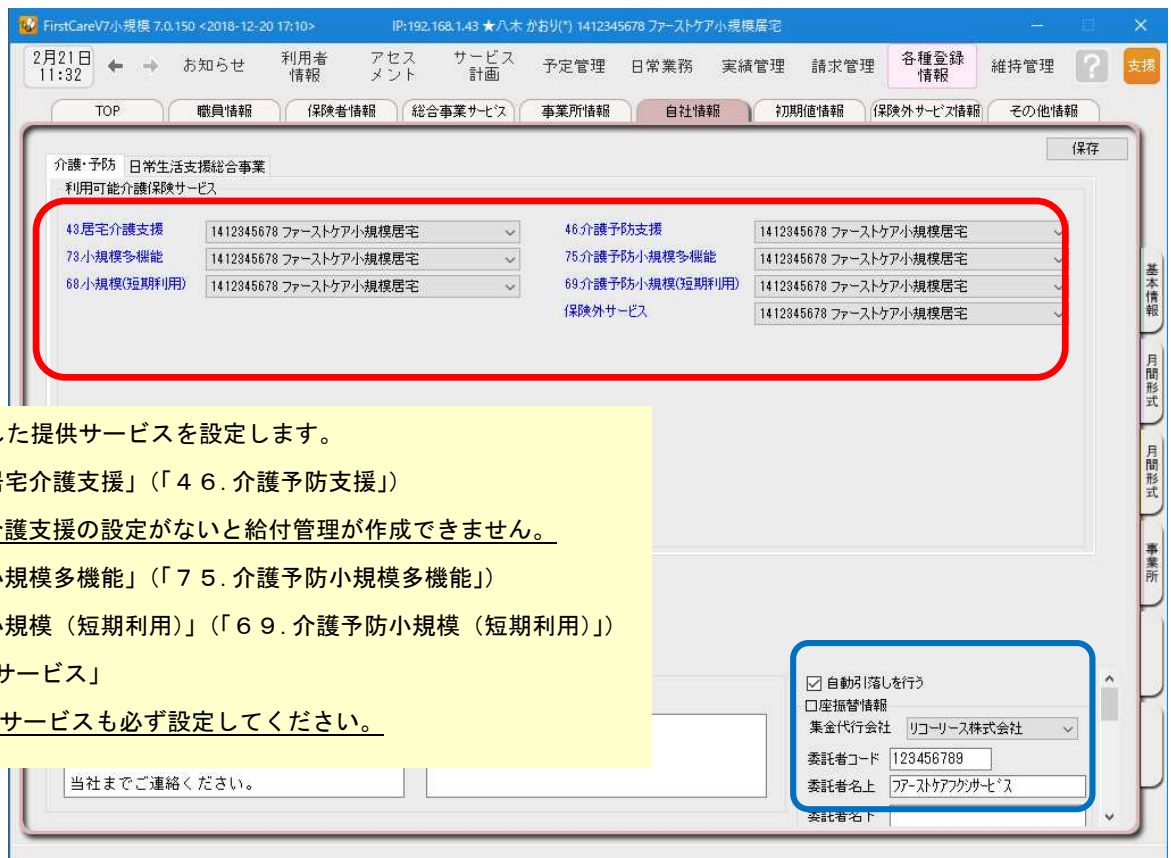 FirstCareV7小規模 7.0.150 <2018-12-20 17:10> IP:192.168.1.43 ★八木 かおり(*) 1412345678 ファーストケア小規模居宅
2月21日 11:32 お知らせ 利用者情報 アセスメント サービス計画 予定管理 日常業務 実績管理 請求管理 各種登録情報 維持管理 ? 支援
TOP 職員情報 保険者情報 総合事業サービス 事業所情報 自社情報 初期値情報 保険外サービス情報 その他情報
保存
介護・予防 日常生活支援総合事業
利用可能介護保険サービス
43.居宅介護支援 1412345678 ファーストケア小規模居宅 46.介護予防支援 1412345678 ファーストケア小規模居宅
73.小規模多機能 1412345678 ファーストケア小規模居宅 75.介護予防小規模多機能 1412345678 ファーストケア小規模居宅
68.小規模(短期利用) 1412345678 ファーストケア小規模居宅 69.介護予防小規模(短期利用) 1412345678 ファーストケア小規模居宅
保険外サービス 1412345678 ファーストケア小規模居宅
基本情報
月間形式
月間形式
事業所
した提供サービスを設定します。
居宅介護支援」(「46.介護予防支援」)
介護支援の設定がないと給付管理が作成できません。
小規模多機能」(「75.介護予防小規模多機能」)
小規模（短期利用）」(「69.介護予防小規模（短期利用）」)
サービス」
サービスも必ず設定してください。
当社までご連絡ください。
自動引落しを行う
口座振替情報
集金代行会社 リコーリース株式会社
委託者コード 123456789
委託者名上 ファーストケアフクシサービス
委託者名下